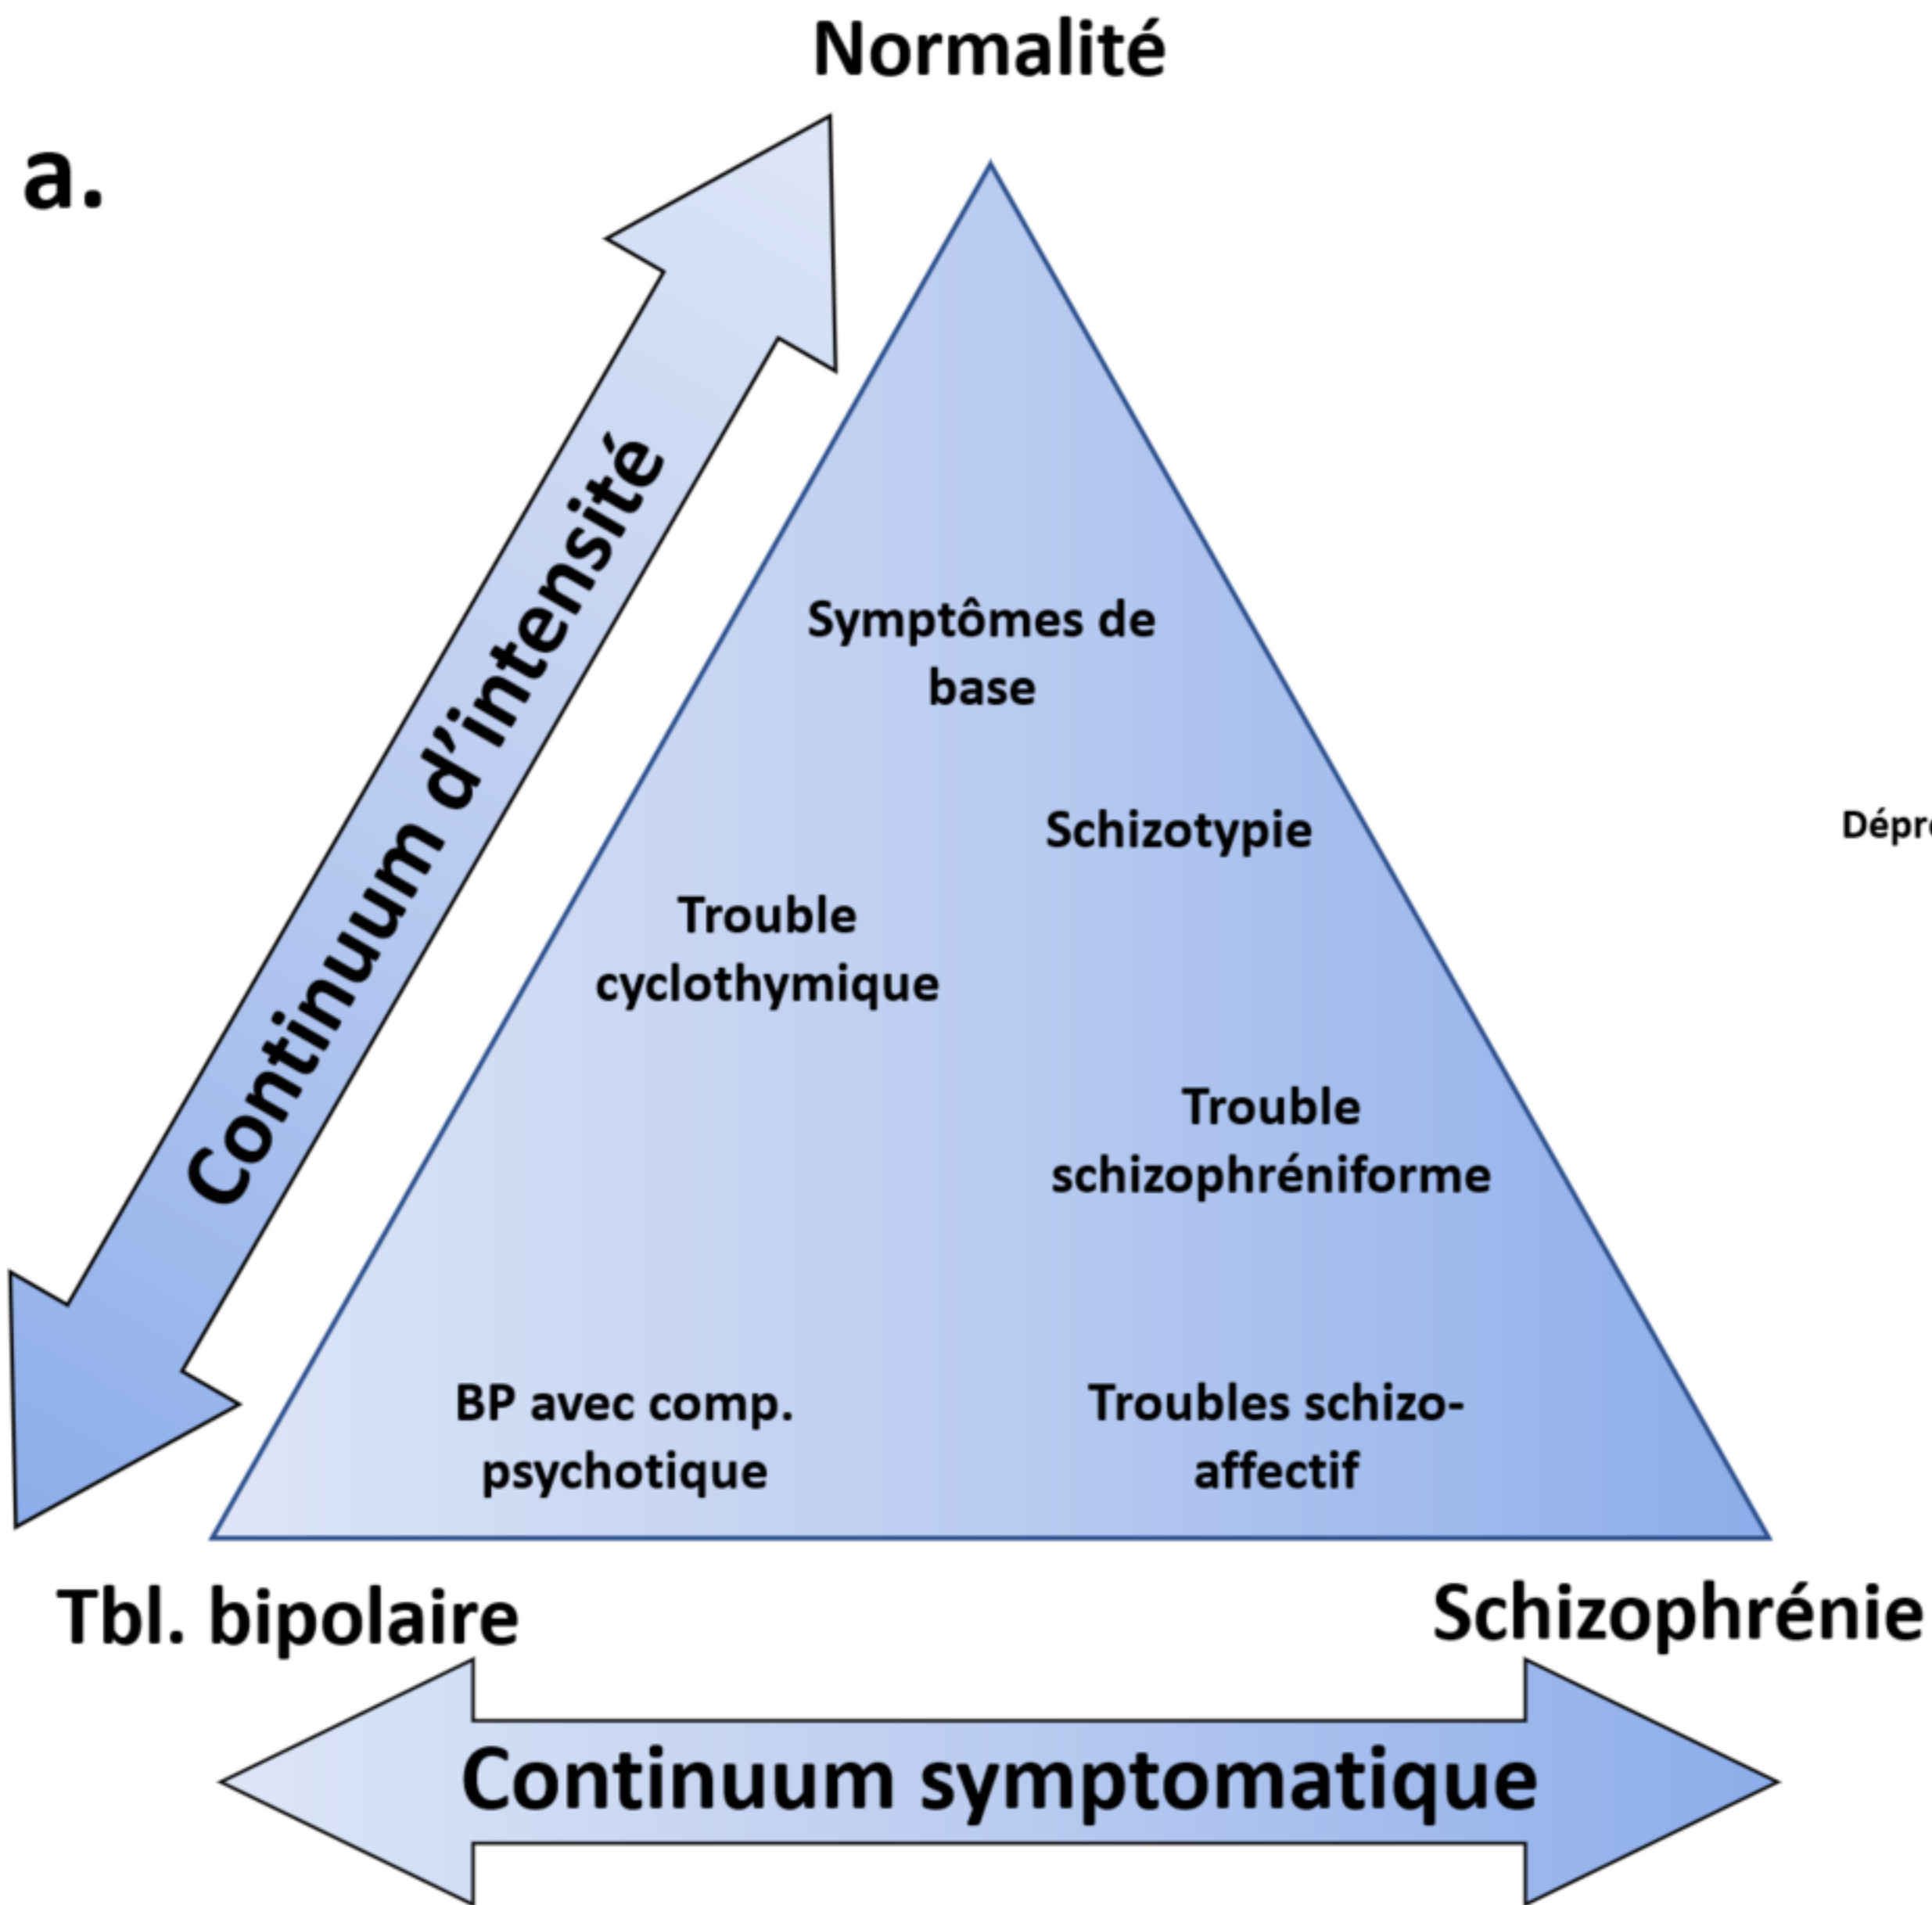 Normalité
a.
Continuum d’intensité
Symptômes de
base
Schizotypie
Trouble
cyclothymique
Trouble
schizophréniforme
BP avec comp.
psychotique
Troubles schizo-
affectif
Tbl. bipolaire
Schizophrénie
Continuum symptomatique